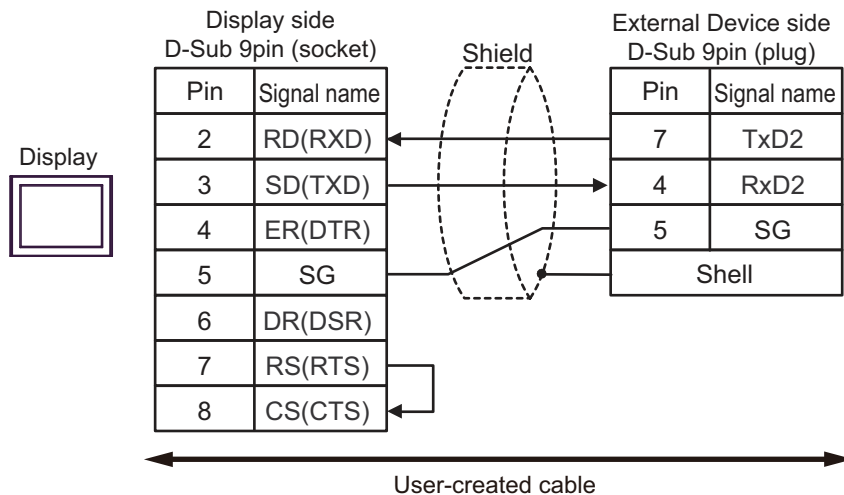 Display side
D-Sub 9pin (socket)
Shield
External Device side
D-Sub 9pin (plug)
Display
Pin Signal name
2 RD(RXD)
3 SD(TXD)
4 ER(DTR)
5 SG
6 DR(DSR)
7 RS(RTS)
8 CS(CTS)
Pin Signal name
7 TxD2
4 RxD2
5 SG
Shell
User-created cable